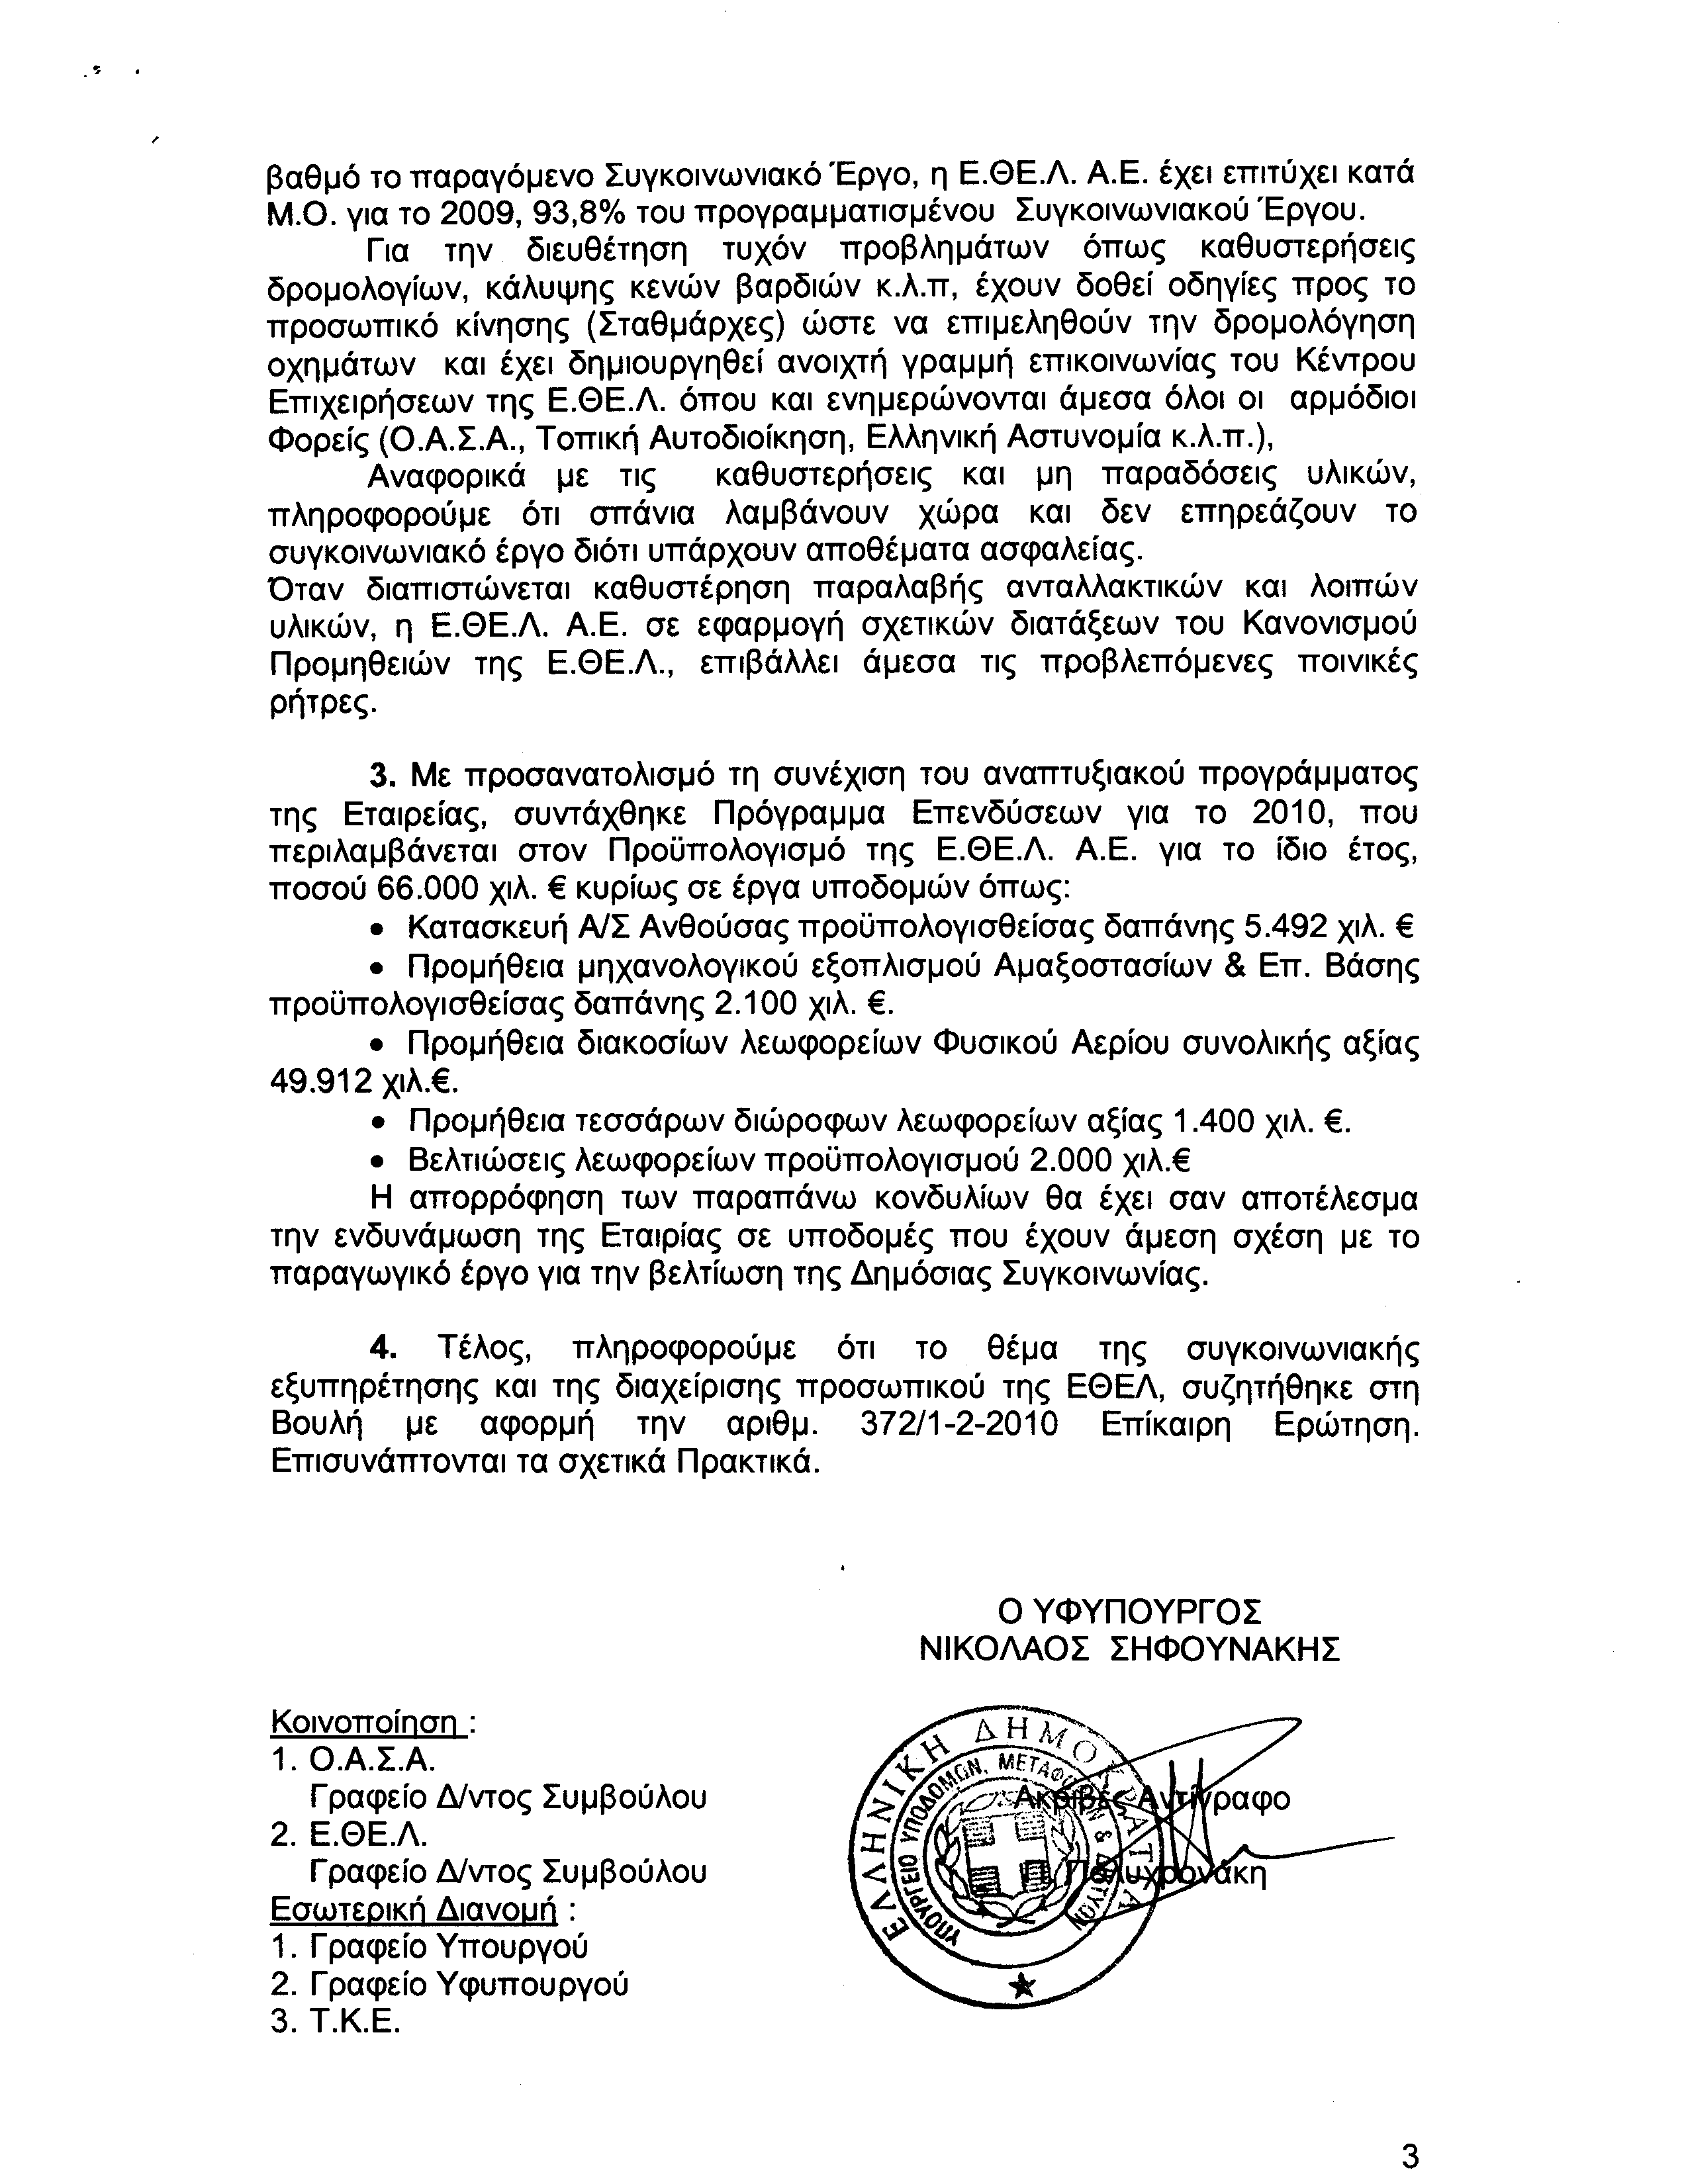 βαθμό το παραγόμενο Συγκοινωνιακό Έργο, η Ε.ΘΕ.Λ. Α.Ε. έχει επιτύχει κατά
Μ.Ο. για το 2009, 93,8% του προγραμματισμένου Συγκοινωνιακού Έργου.
Για την διευθέτηση τυχόν προβλημάτων όπως καθυστερήσεις
δρομολογίων, κάλυψης κενών βαρδιών κ.λ.π, έχουν δοθεί οδηγίες προς το
προσωπικό κίνησης (Σταθμάρχες) ώστε να επιμεληθούν την δρομολόγηση
οχημάτων και έχει δημιουργηθεί ανοιχτή γραμμή επικοινωνίας του Κέντρου
Επιχειρήσεων της Ε.ΘΕ.Λ. όπου και ενημερώνονται άμεσα όλοι οι αρμόδιοι
Φορείς (Ο.Α.Σ.Α., Τοπική Αυτοδιοίκηση, Ελληνική Αστυνομία κ.λ.π.),
Αναφορικά με τις καθυστερήσεις και μη παραδόσεις υλικών,
πληροφορούμε ότι σπάνια λαμβάνουν χώρα και δεν επηρεάζουν το
συγκοινωνιακό έργο διότι υπάρχουν αποθέματα ασφαλείας.
Όταν διαπιστώνεται καθυστέρηση παραλαβής ανταλλακτικών και λοιπών
υλικών, η Ε.ΘΕ.Λ. Α.Ε. σε εφαρμογή σχετικών διατάξεων του Κανονισμού
Προμηθειών της Ε.ΘΕ.Λ., επιβάλλει άμεσα τις προβλεπόμενες ποινικές
ρήτρες.
3. Με προσανατολισμό τη συνέχιση του αναπτυξιακού προγράμματος
της Εταιρείας, συντάχθηκε Πρόγραμμα Επενδύσεων για το 2010, που
περιλαμβάνεται στον Προϋπολογισμό της Ε.ΘΕ.Λ. Α.Ε. για το ίδιο έτος,
ποσού 66.000 χιλ. € κυρίως σε έργα υποδομών όπως:
• Κατασκευή Α/Σ Ανθούσας προϋπολογισθείσας δαπάνης 5.492 χιλ. €
• Προμήθεια μηχανολογικού εξοπλισμού Αμαξοστασίων & Επ. Βάσης
προϋπολογισθείσας δαπάνης 2.100 χιλ. €.
• Προμήθεια διακοσίων λεωφορείων Φυσικού Αερίου συνολικής αξίας
49.912 χιλ.€.
• Προμήθεια τεσσάρων διώροφων λεωφορείων αξίας 1.400 χιλ. €.
• Βελτιώσεις λεωφορείων προϋπολογισμού 2.000 χιλ.€
Η απορρόφηση των παραπάνω κονδυλίων θα έχει σαν αποτέλεσμα
την ενδυνάμωση της Εταιρίας σε υποδομές που έχουν άμεση σχέση με το
παραγωγικό έργο για την βελτίωση της Δημόσιας Συγκοινωνίας.
4. Τέλος, πληροφορούμε ότι το θέμα της συγκοινωνιακής
εξυπηρέτησης και της διαχείρισης προσωπικού της ΕΘΕΛ, συζητήθηκε στη
Βουλή με αφορμή την αριθμ. 372/1-2-2010 Επίκαιρη Ερώτηση.
Επισυνάπτονται τα σχετικά Πρακτικά.
Ο ΥΦΥΠΟΥΡΓΟΣ
ΝΙΚΟΛΑΟΣ ΣΗΦΟΥΝΑΚΗΣ
Κοινοποίηση :
1. Ο.Α.Σ.Α.
Γραφείο Δ/ντος Συμβούλου
2. Ε.ΘΕ.Λ.
Γραφείο Δ/ντος Συμβούλου
Εσωτερική Διανομή :
1. Γραφείο Υπουργού
2. Γραφείο Υφυπουργού
3. Τ.Κ.Ε.
ΕΛΛΗΝΙΚΗ ΔΗΜΟΚΡΑΤΙΑ
ΥΠΟΥΡΓΕΙΟ ΥΠΟΔΟΜΩΝ, ΜΕΤΑΦΟΡΩΝ & ΔΙΚΤΥΩΝ
Ακριβές Αντίγραφο
Πολυχρονάκη
3